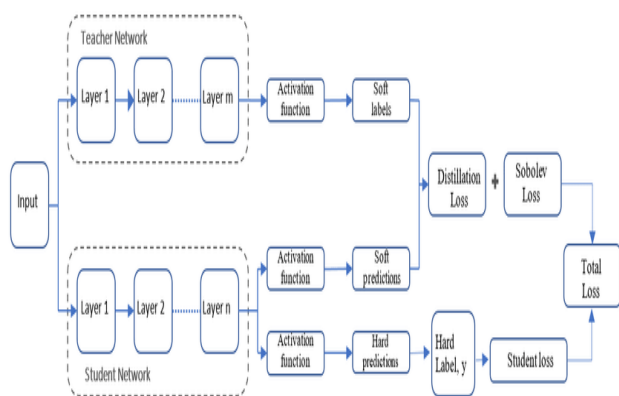 Teacher Network
Layer 1
Layer 2
Layer m
Activation
function
Soft
labels
Input
Distillation
Loss
+
Sobolev
Loss
Total
Loss
Layer 1
Layer 2
Layer n
Student Network
Activation
function
Soft
predictions
Activation
function
Hard
predictions
Hard
Label, y
Student loss